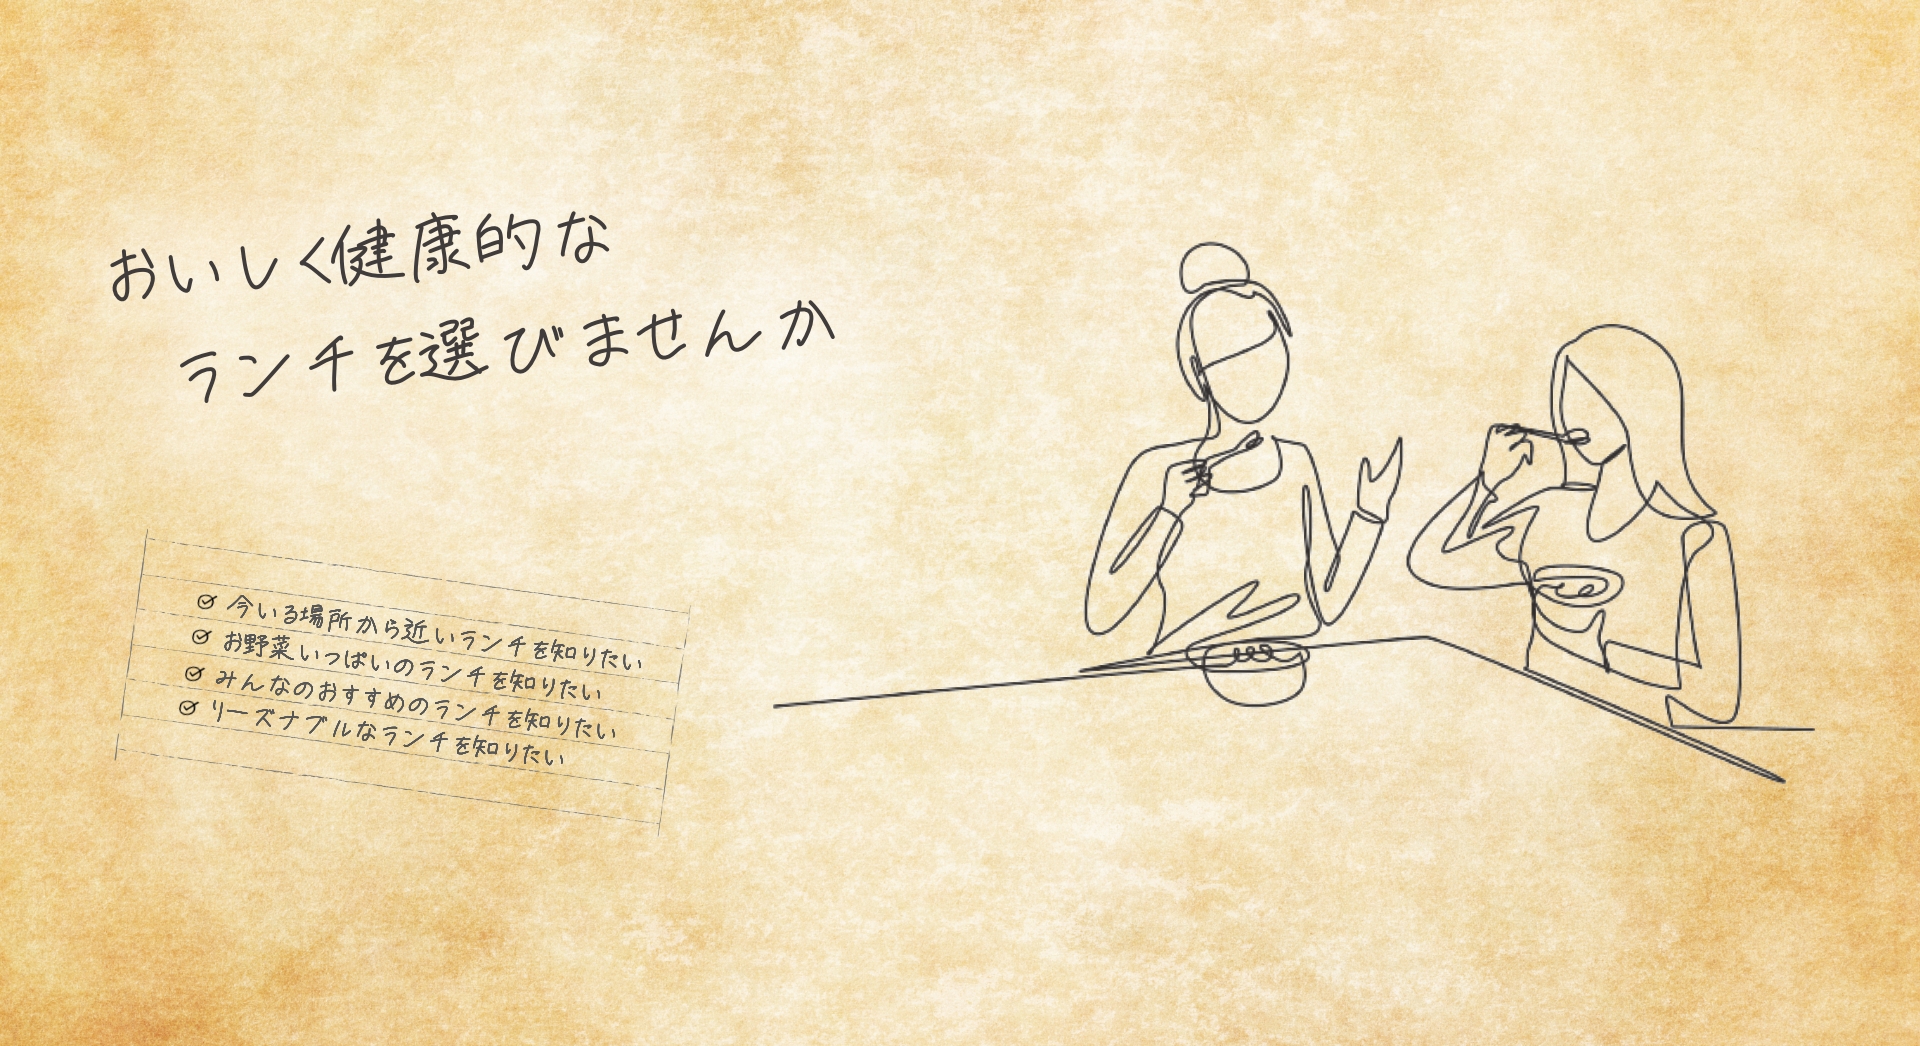 おいしく健康的な
ランチを選びませんか
今いる場所から近いランチを知りたい
お野菜いっぱいのランチを知りたい
みんなのおすすめのランチを知りたい
リーズナブルなランチを知りたい